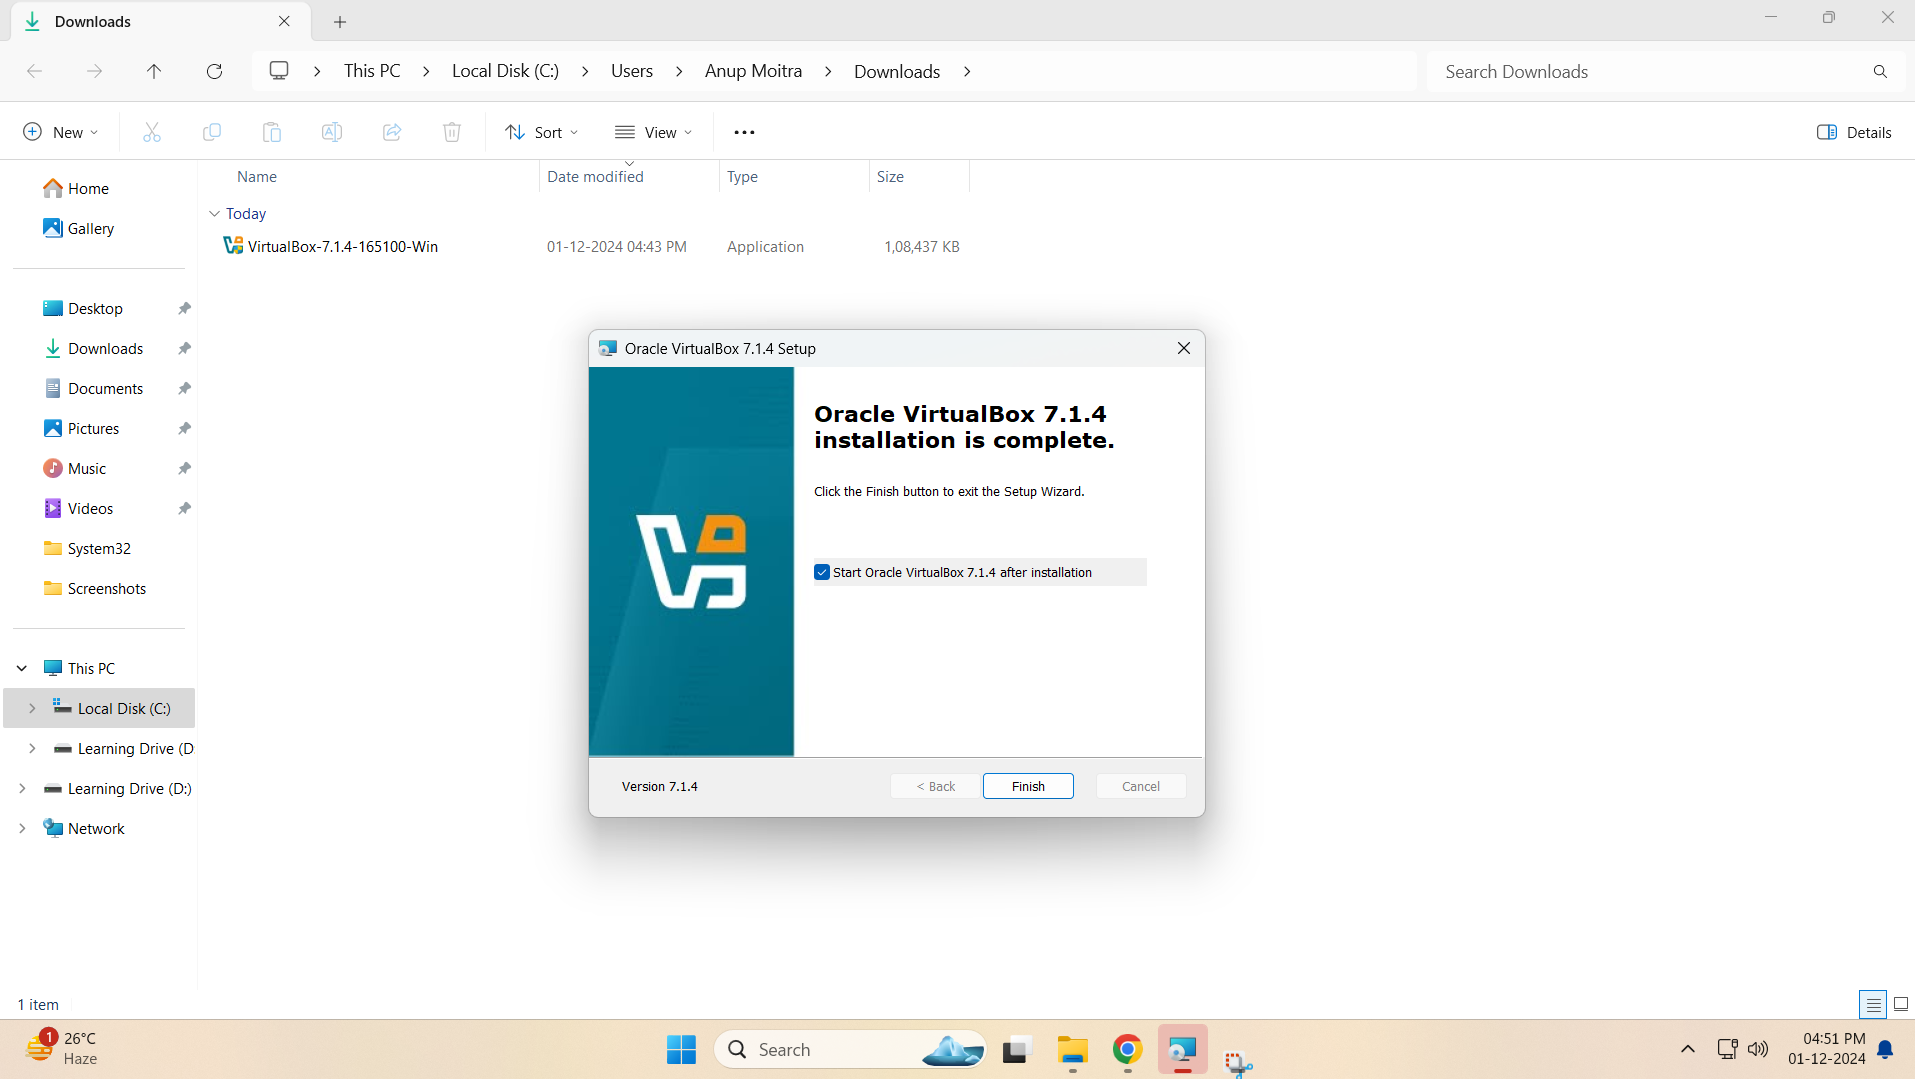 Downloads
This PC
Local Disk (C:)
Users
Anup Moitra
Downloads
Search Downloads
New
Sort
View
Details
Name
Date modified
Type
Size
Today
VirtualBox-7.1.4-165100-Win
01-12-2024 04:43 PM
Application
1,08,437 KB
Home
Gallery
Desktop
Downloads
Documents
Pictures
Music
Videos
System32
Screenshots
This PC
Local Disk (C:)
Learning Drive (D
Learning Drive (D:)
Network
Oracle VirtualBox 7.1.4 Setup
Oracle VirtualBox 7.1.4
installation is complete.
Click the Finish button to exit the Setup Wizard.
Start Oracle VirtualBox 7.1.4 after installation
Version 7.1.4
< Back
Finish
Cancel
1 item
1
26°C
Haze
Search
04:51 PM
01-12-2024